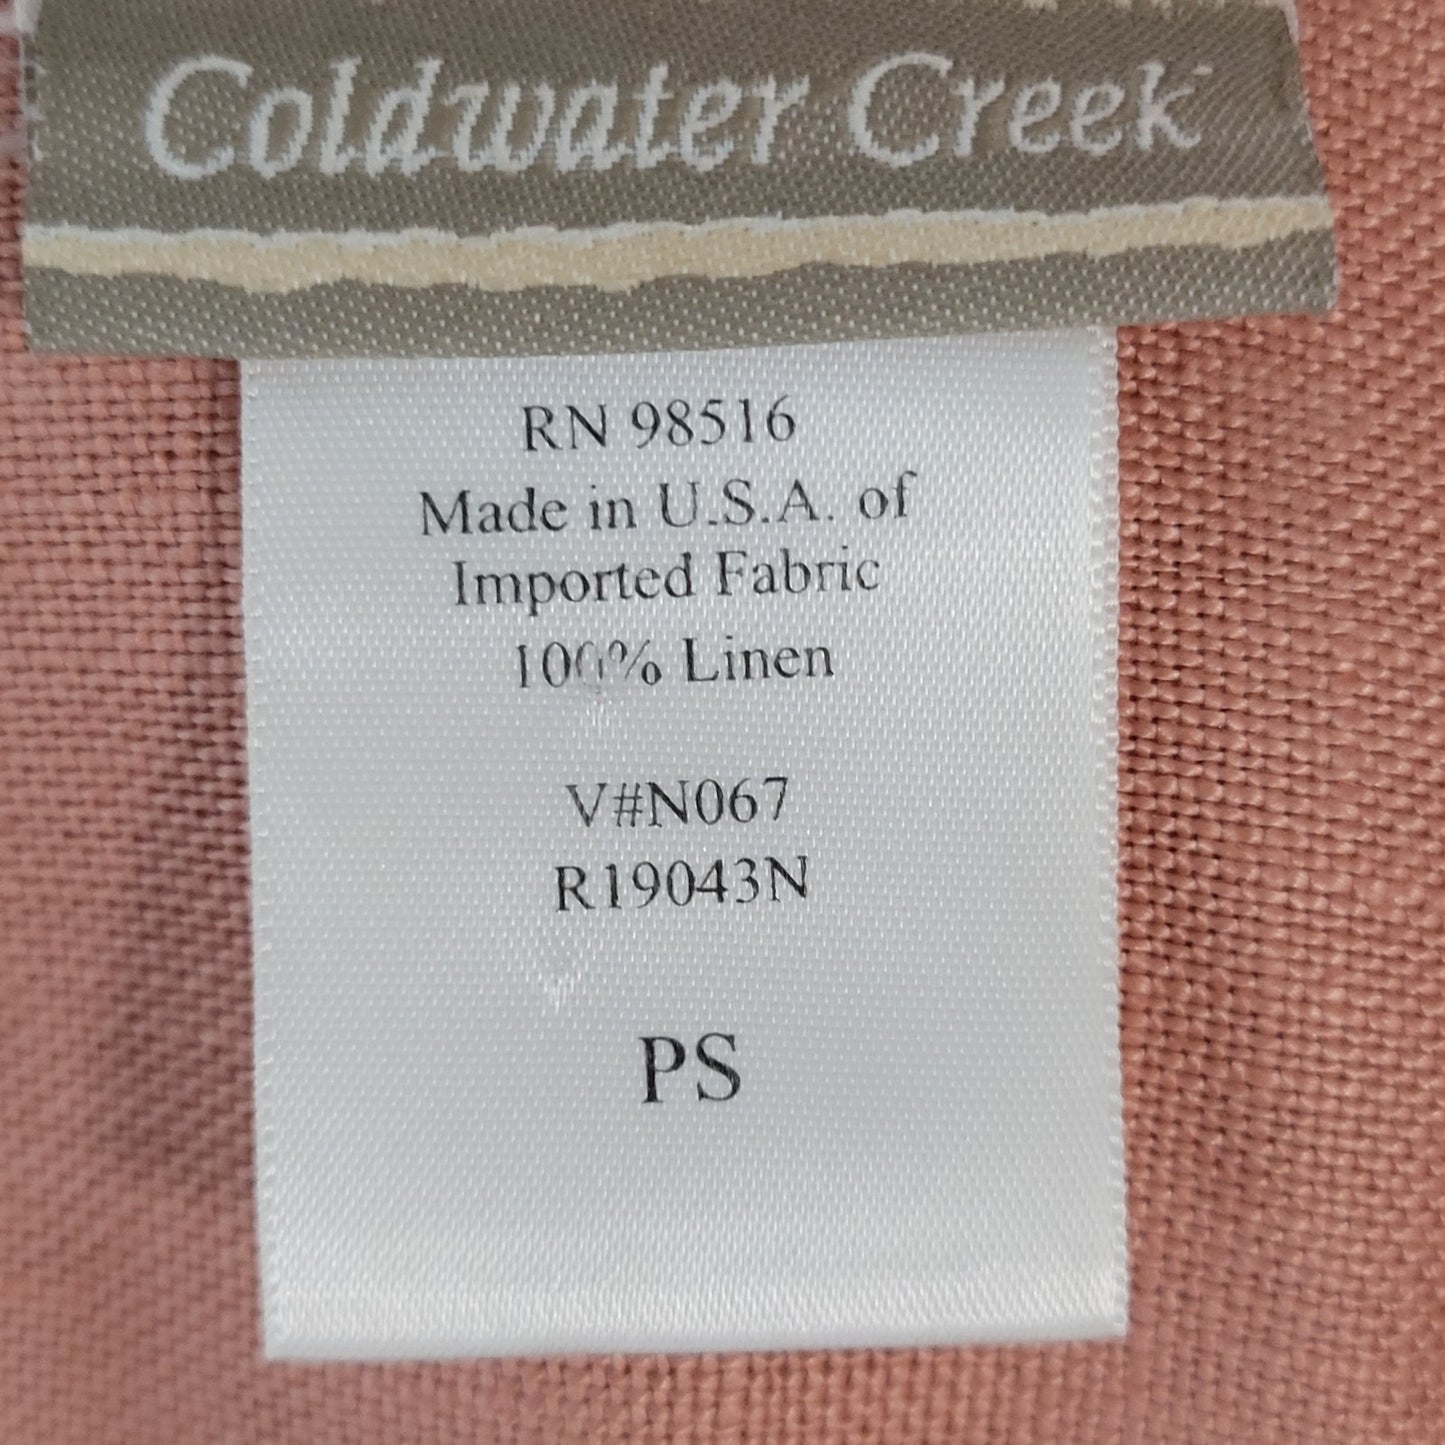 Coldwater Creek
RN 98516
Made in U.S.A. of
Imported Fabric
100% Linen
V#N067
R19043N
PS